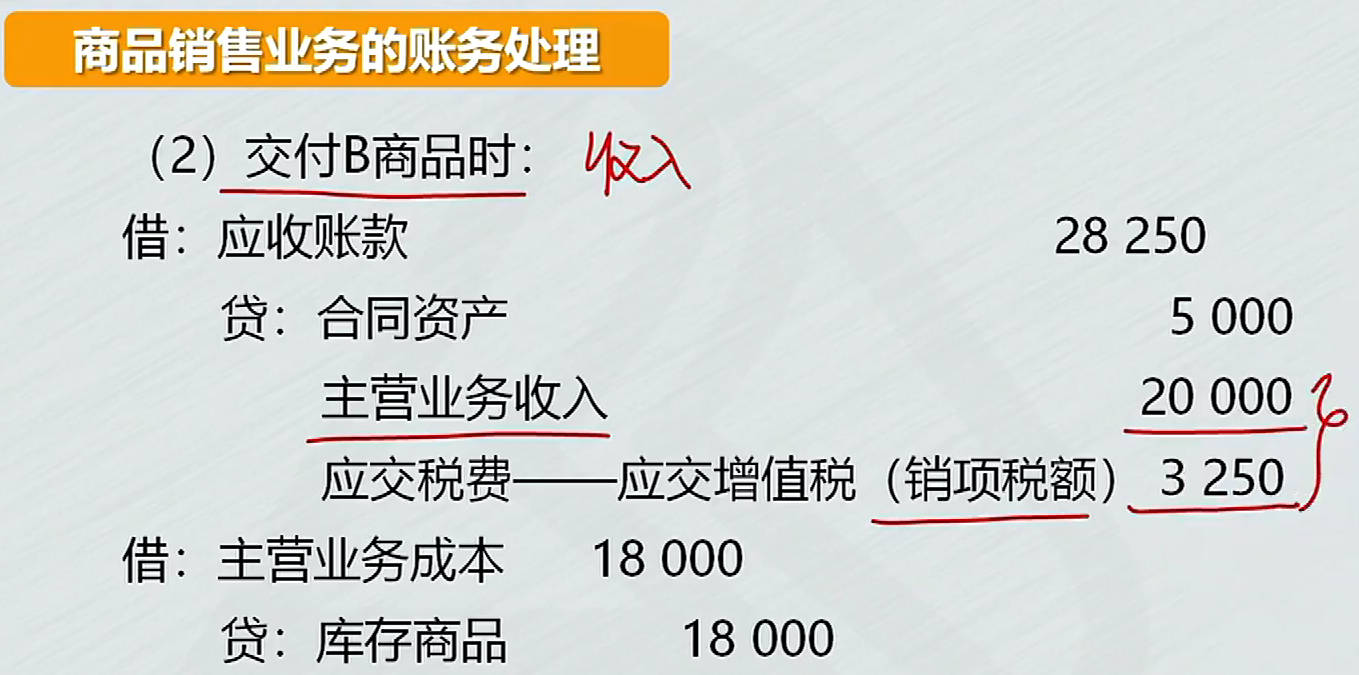 商品销售业务的账务处理
（2）交付B商品时： 收入
借：应收账款 28 250
贷：合同资产 5 000
主营业务收入 20 000
应交税费——应交增值税（销项税额） 3 250
借：主营业务成本 18 000
贷：库存商品 18 000